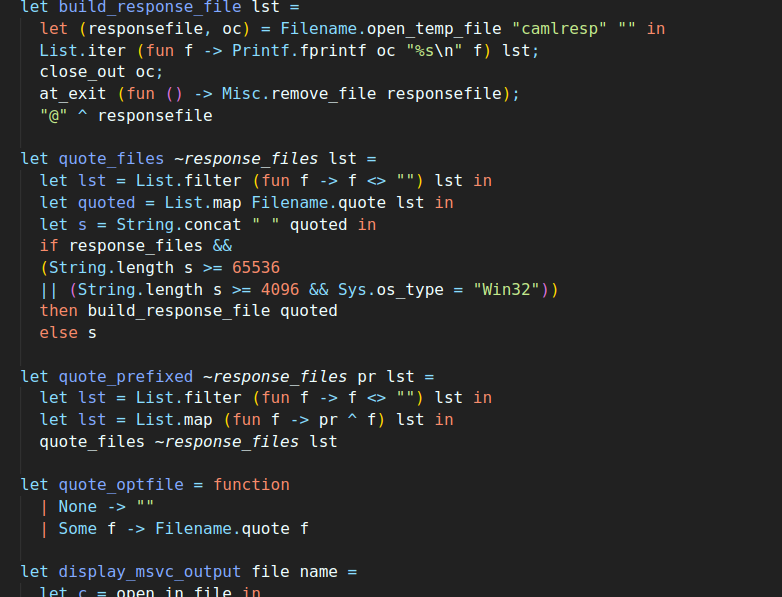 let build_response_file lst =
  let (responsefile, oc) = Filename.open_temp_file "camlresp" "" in
  List.iter (fun f -> Printf.fprintf oc "%s\n" f) lst;
  close_out oc;
  at_exit (fun () -> Misc.remove_file responsefile);
  "@" ^ responsefile

let quote_files ~response_files lst =
  let lst = List.filter (fun f -> f <> "") lst in
  let quoted = List.map Filename.quote lst in
  let s = String.concat " " quoted in
  if response_files &&
  (String.length s >= 65536
  || (String.length s >= 4096 && Sys.os_type = "Win32"))
  then build_response_file quoted
  else s

let quote_prefixed ~response_files pr lst =
  let lst = List.filter (fun f -> f <> "") lst in
  let lst = List.map (fun f -> pr ^ f) lst in
  quote_files ~response_files lst

let quote_optfile = function
  | None -> ""
  | Some f -> Filename.quote f

let display_msvc_output file name =
  let c = open_in file in